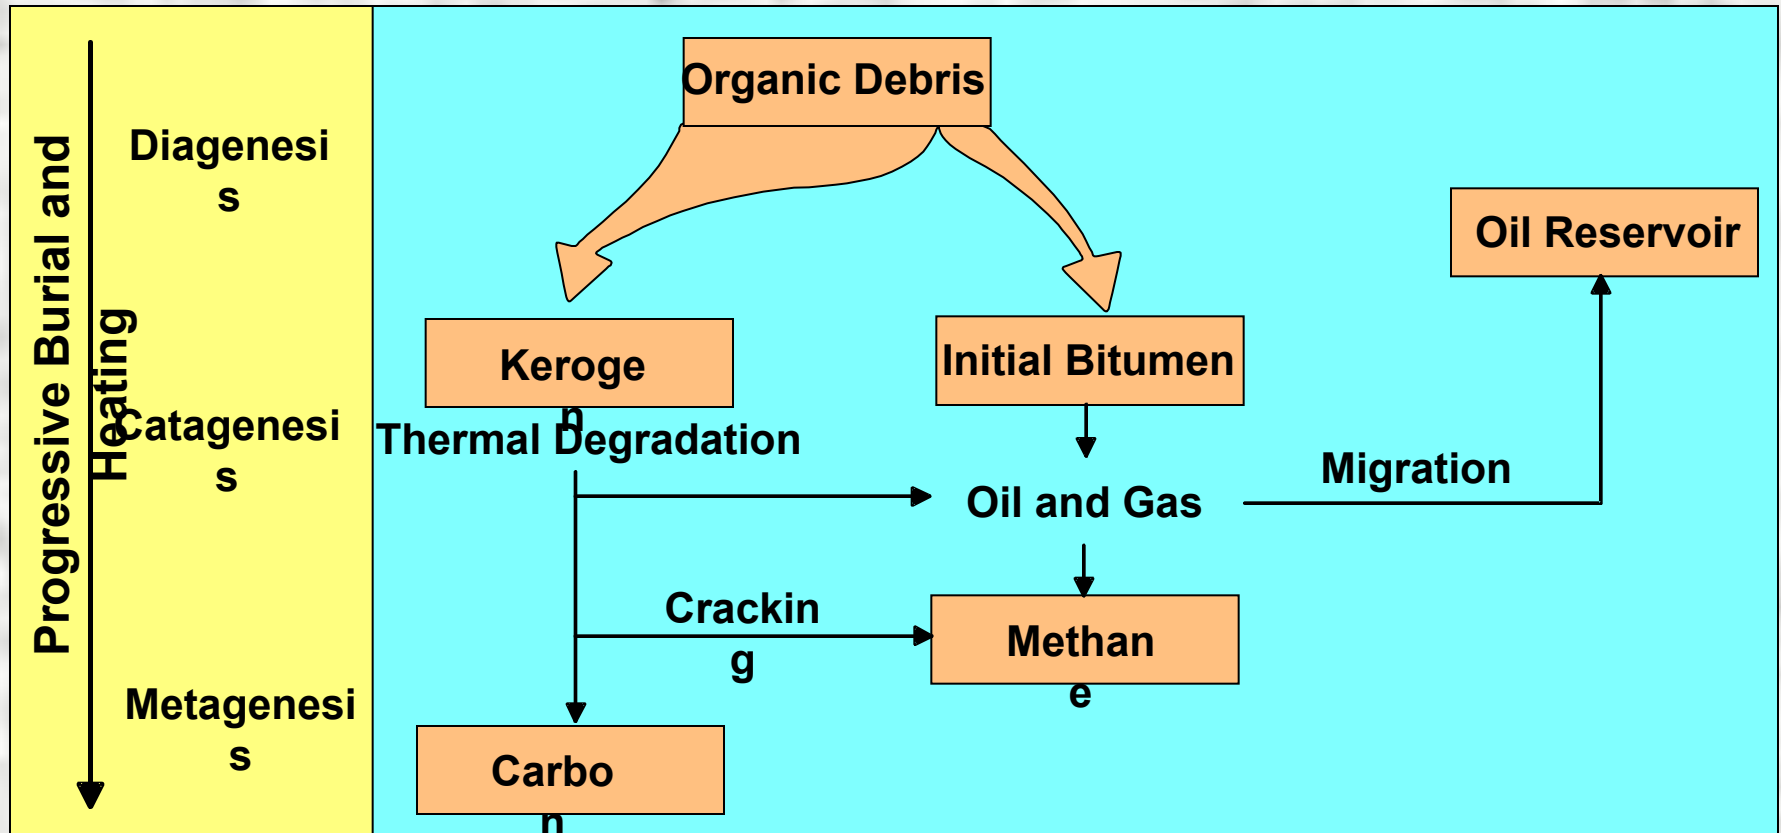 Progressive Burial and
Heating
Diagenesi
s
Catagenesi
s
Metagenesi
s
Organic Debris
Oil Reservoir
Keroge
n
Initial Bitumen
Thermal Degradation
Oil and Gas
Migration
Crackin
g
Methan
e
Carbo
n